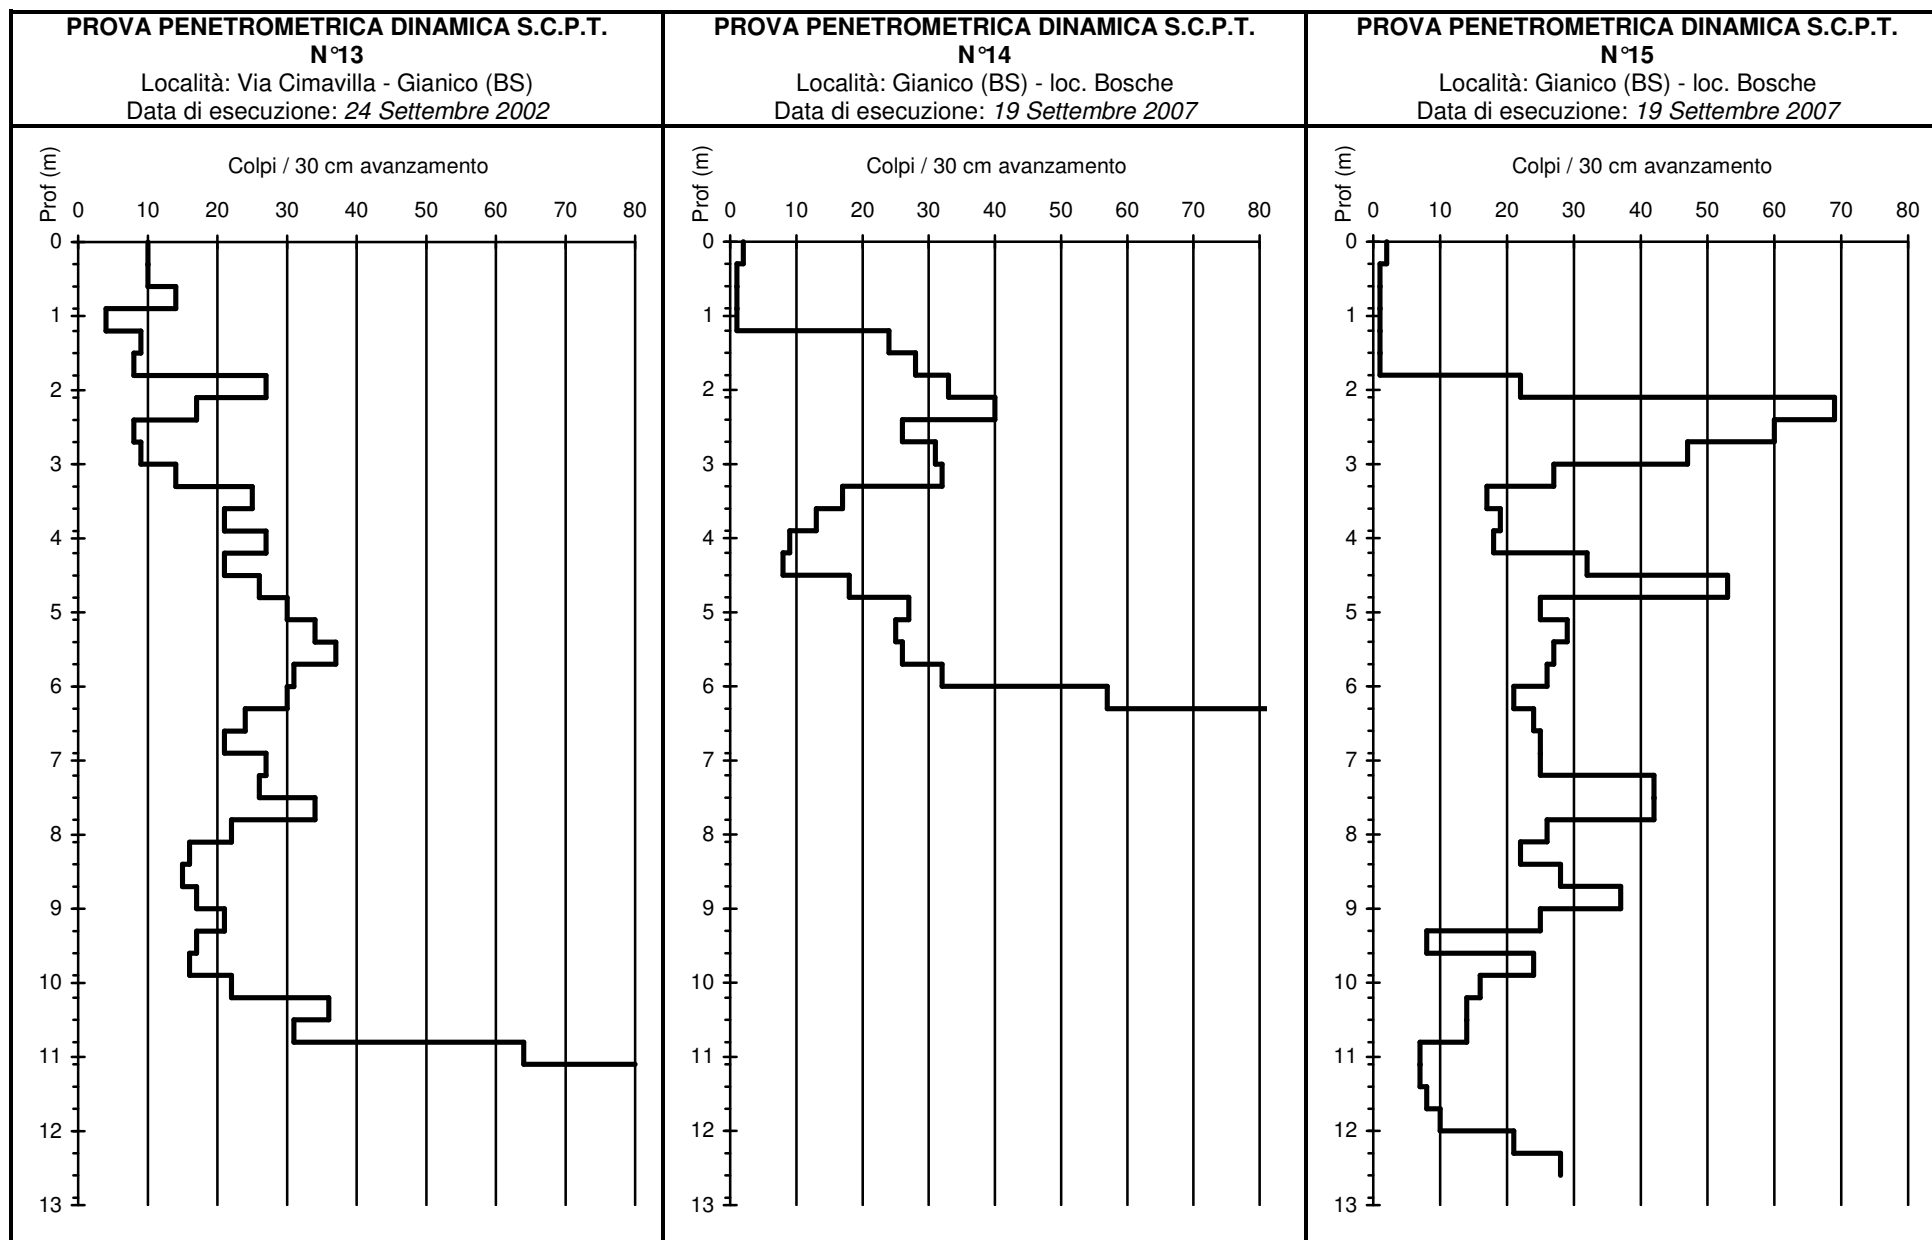 PROVA PENETROMETRICA DINAMICA S.C.P.T.
N°13
Località: Via Cimavilla - Gianico (BS)
Data di esecuzione: 24 Settembre 2002
Prof (m)
Colpi / 30 cm avanzamento
0 10 20 30 40 50 60 70 80
0
1
2
3
4
5
6
7
8
9
10
11
12
13
PROVA PENETROMETRICA DINAMICA S.C.P.T.
N°14
Località: Gianico (BS) - loc. Bosche
Data di esecuzione: 19 Settembre 2007
Prof (m)
Colpi / 30 cm avanzamento
0 10 20 30 40 50 60 70 80
0
1
2
3
4
5
6
7
8
9
10
11
12
13
PROVA PENETROMETRICA DINAMICA S.C.P.T.
N°15
Località: Gianico (BS) - loc. Bosche
Data di esecuzione: 19 Settembre 2007
Prof (m)
Colpi / 30 cm avanzamento
0 10 20 30 40 50 60 70 80
0
1
2
3
4
5
6
7
8
9
10
11
12
13